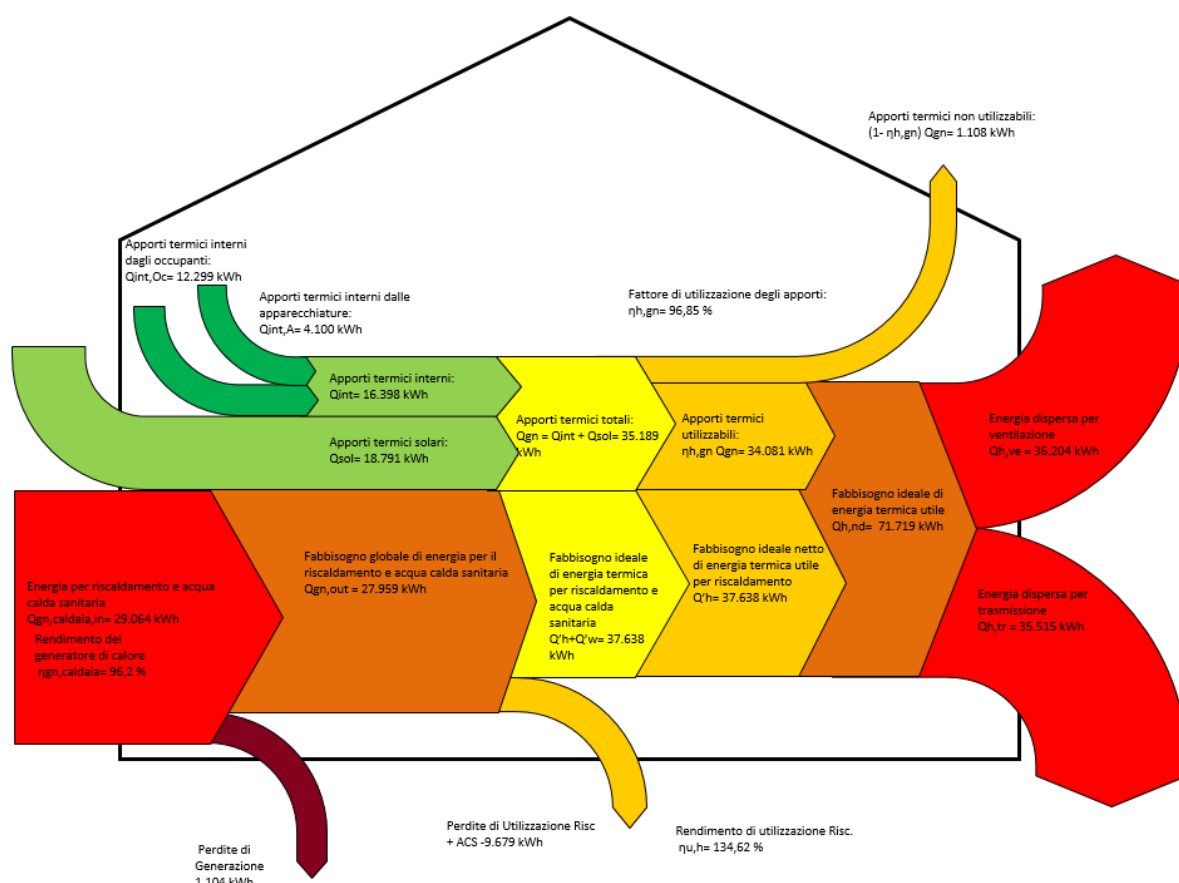 Apporti termici non utilizzabili:
(1- ηh,gn) Qgn= 1.108 kWh
Apporti termici interni
dagli occupanti:
Qint,Oc= 12.299 kWh
Apporti termici interni dalle
apparecchiature:
Qint,A= 4.100 kWh
Fattore di utilizzazione degli apporti:
ηh,gn= 96,85 %
Apporti termici interni:
Qint= 16.398 kWh
Apporti termici solari:
Qsol= 18.791 kWh
Apporti termici totali:
Qgn = Qint + Qsol= 35.189
kWh
Apporti termici
utilizzabili:
ηh,gn Qgn= 34.081 kWh
Energia dispersa per
ventilazione
Qh,ve = 36.204 kWh
Fabbisogno ideale di
energia termica utile
Qh,nd=  71.719 kWh
Energia per riscaldamento e acqua
calda sanitaria
Qgn,caldaia,in= 29.064 kWh
Rendimento del
generatore di calore
ηgn,caldaia= 96,2 %
Fabbisogno globale di energia per il
riscaldamento e acqua calda sanitaria
Qgn,out = 27.959 kWh
Fabbisogno ideale
di energia termica
per riscaldamento e
acqua calda
sanitaria
Q'h+Q'w= 37.638
kWh
Fabbisogno ideale netto
di energia termica utile
per riscaldamento
Q'h= 37.638 kWh
Energia dispersa per
trasmissione
Qh,tr = 35.515 kWh
Perdite di
Generazione
1.104 kWh
Perdite di Utilizzazione Risc
+ ACS -9.679 kWh
Rendimento di utilizzazione Risc.
ηu,h= 134,62 %